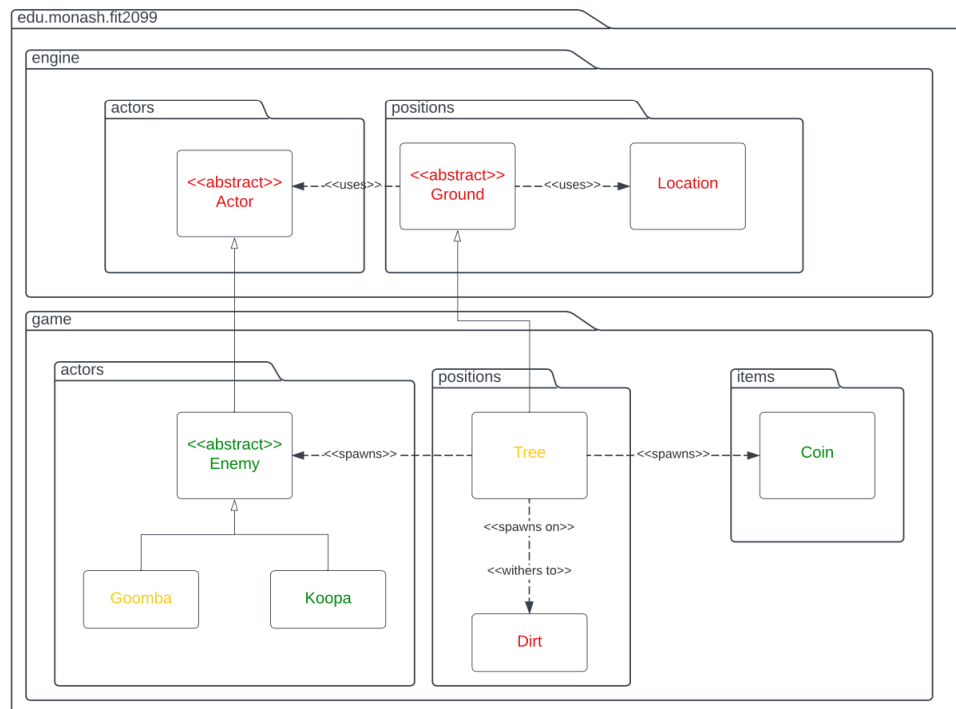 edu.monash.fit2099
engine
actors
positions
<<abstract>>
Actor
<<uses>>
<<abstract>>
Ground
<<uses>>
Location
game
actors
positions
items
<<abstract>>
Enemy
<<spawns>>
Tree
<<spawns>>
Coin
<<spawns on>>
<<withers to>>
Goomba
Koopa
Dirt